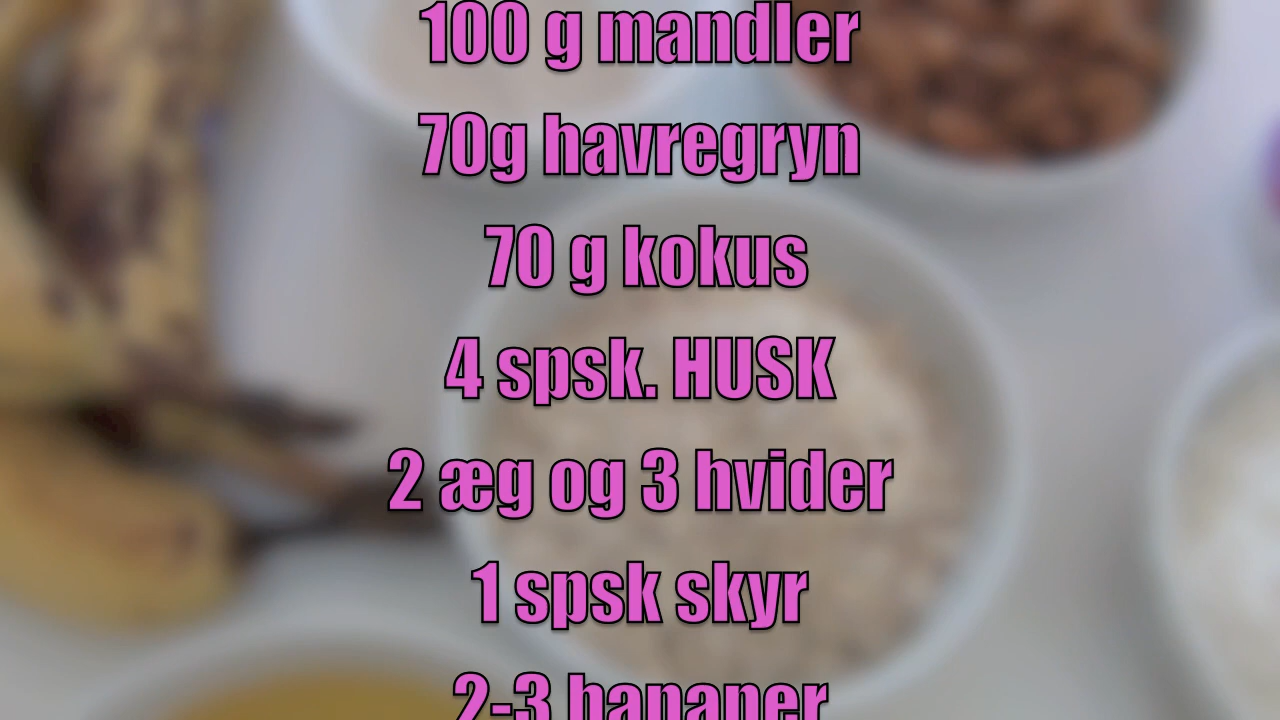 100 g mandler
70g havregryn
70 g kokus
4 spsk. HUSK
2 æg og 3 hvider
1 spsk skyr
2-3 bananer